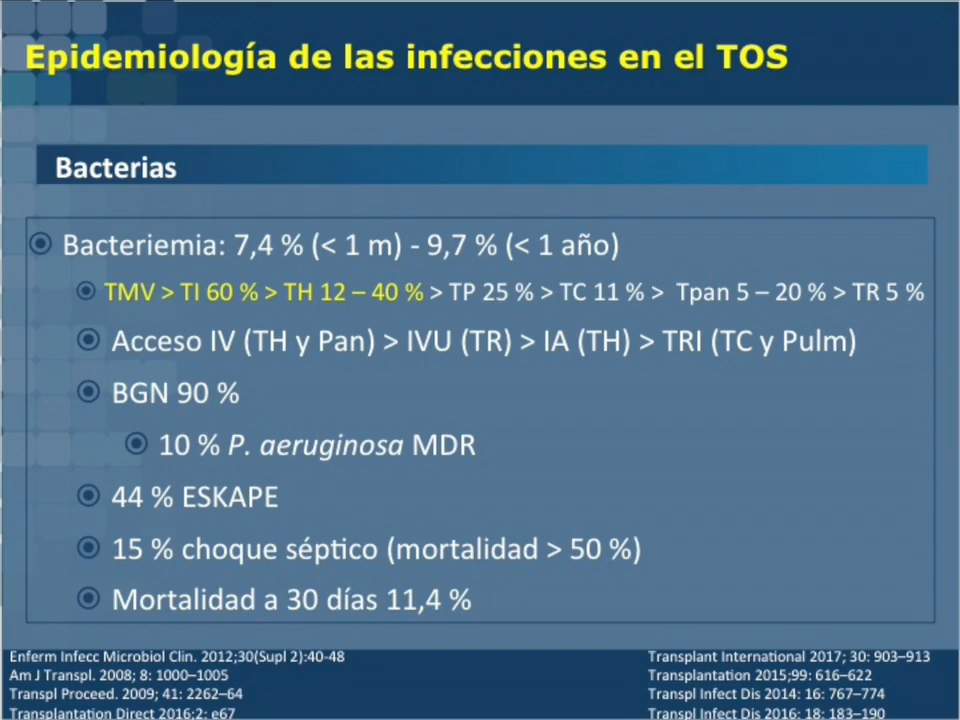 Epidemiología de las infecciones en el TOS
Bacterias
Bacteriemia: 7,4 % (< 1 m) - 9,7 % (< 1 año)
TMV > TI 60 % > TH 12 – 40 % > TP 25 % > TC 11 % > Tpan 5 – 20 % > TR 5 %
Acceso IV (TH y Pan) > IVU (TR) > IA (TH) > TRI (TC y Pulm)
BGN 90 %
10 % P. aeruginosa MDR
44 % ESKAPE
15 % choque séptico (mortalidad > 50 %)
Mortalidad a 30 días 11,4 %
Enferm Infecc Microbiol Clin. 2012;30(Supl 2):40-48
Am J Transpl. 2008; 8: 1000–1005
Transpl Proceed. 2009; 41: 2262–64
Transplantation Direct 2016;2: e67
Transplant International 2017; 30: 903–913
Transplantation 2015;99: 616–622
Transpl Infect Dis 2014: 16: 767–774
Transpl Infect Dis 2016: 18: 183–190